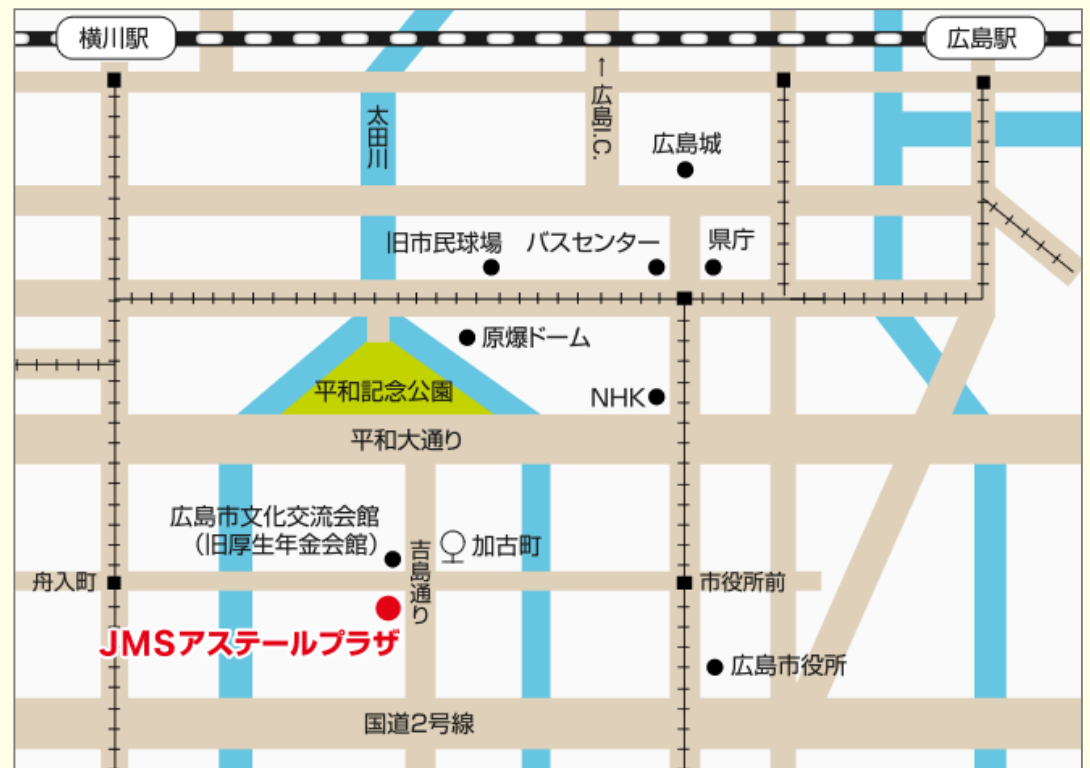 横川駅
広島駅
↑広島I.C.
太田川
広島城
旧市民球場
バスセンター
県庁
原爆ドーム
平和記念公園
NHK
平和大通り
広島市文化交流会館
（旧厚生年金会館）
吉島通り
加古町
舟入町
市役所前
JMSアステールプラザ
広島市役所
国道2号線